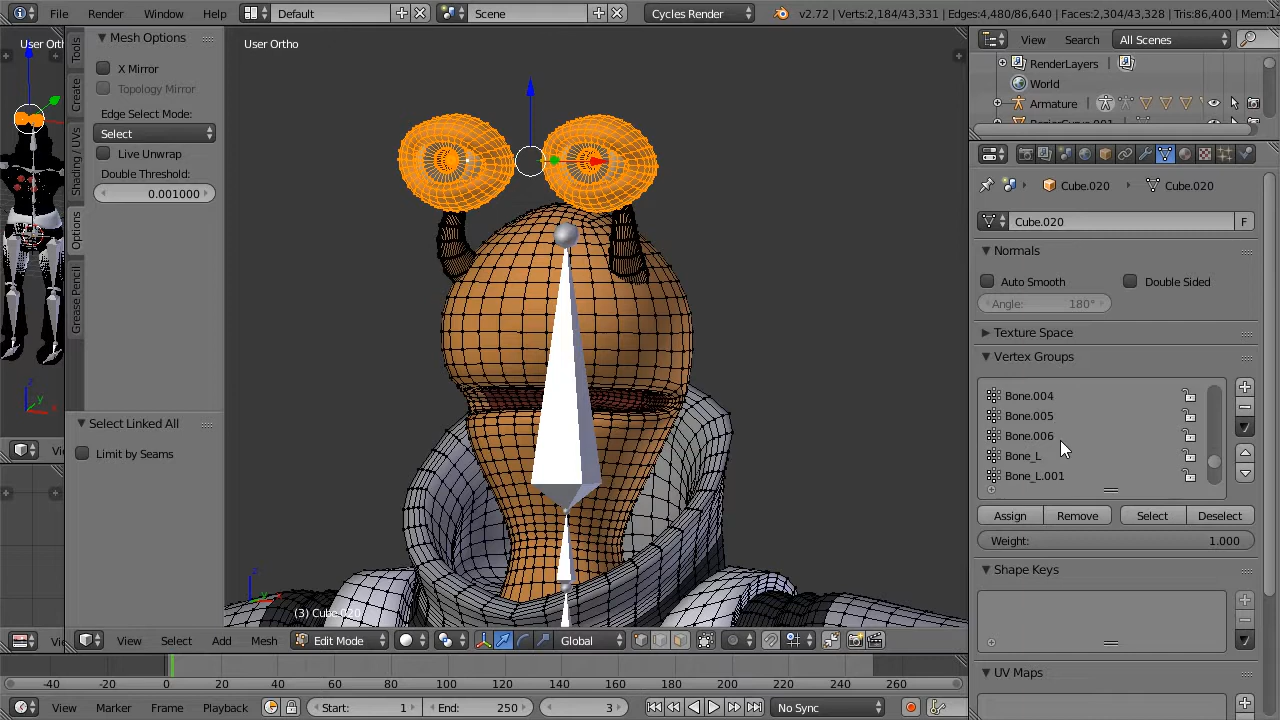 File Render Window Help Default Scene Cycles Render v2.72 | Verts:2,184/43,331 | Edges:4,480/86,640 | Faces:2,304/43,328 | Tris:86,400 | Mem:
User Ort
Mesh Options
User Ortho
View Search All Scenes
RenderLayers
World
Armature
Tools
Create
Shading / UVs
Options
Grease Pencil
X Mirror
Topology Mirror
Edge Select Mode:
Select
Live Unwrap
Double Threshold:
0.001000
Select Linked All
Limit by Seams
Cube.020 Cube.020
Cube.020 F
Normals
Auto Smooth Double Sided
Angle: 180°
Texture Space
Vertex Groups
Bone.004
Bone.005
Bone.006
Bone_L
Bone_L.001
Assign Remove Select Deselect
Weight: 1.000
Shape Keys
UV Maps
(3) Cube.020
View Select Add Mesh Edit Mode Global
-40 -20 0 20 40 60 80 100 120 140 160 180 200 220 240 260
View Marker Frame Playback Start: 1 End: 250 3 No Sync